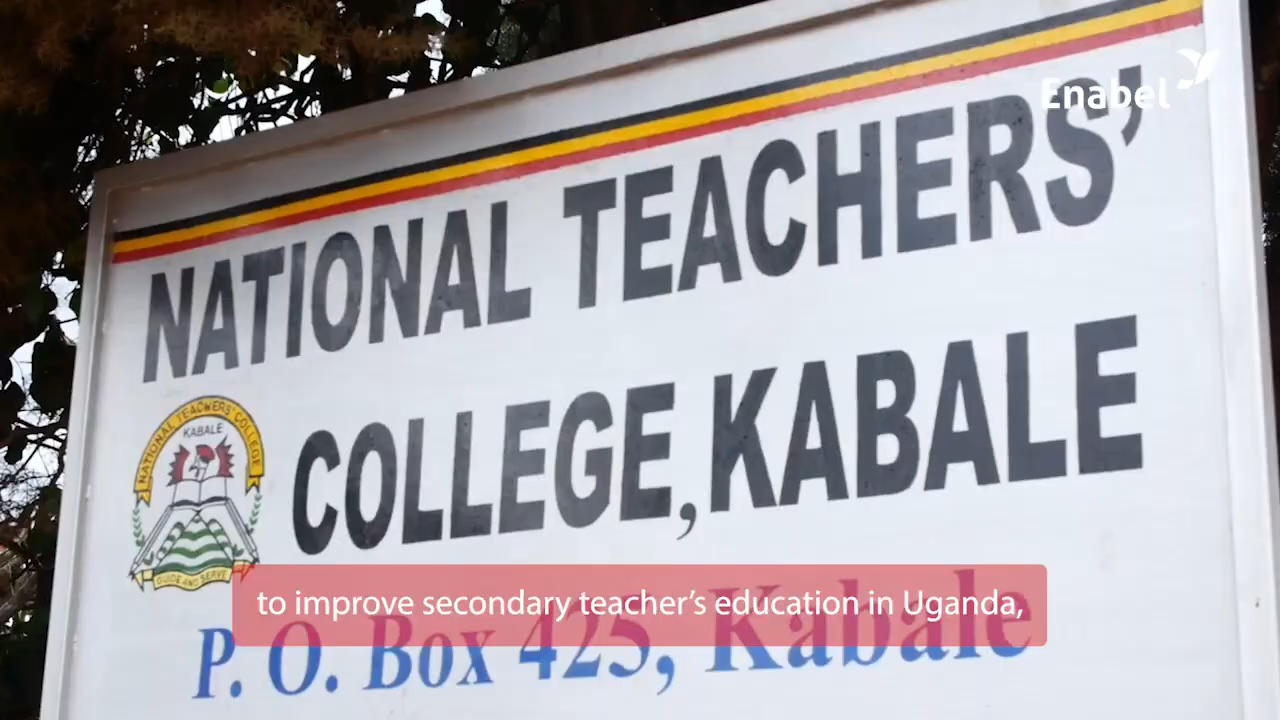 Enabel
NATIONAL TEACHERS'
COLLEGE, KABALE
NATIONAL TEACHERS' COLLEGE
KABALE
GUIDE AND SERVE
to improve secondary teacher’s education in Uganda,
P. O. Box 425, Kabale